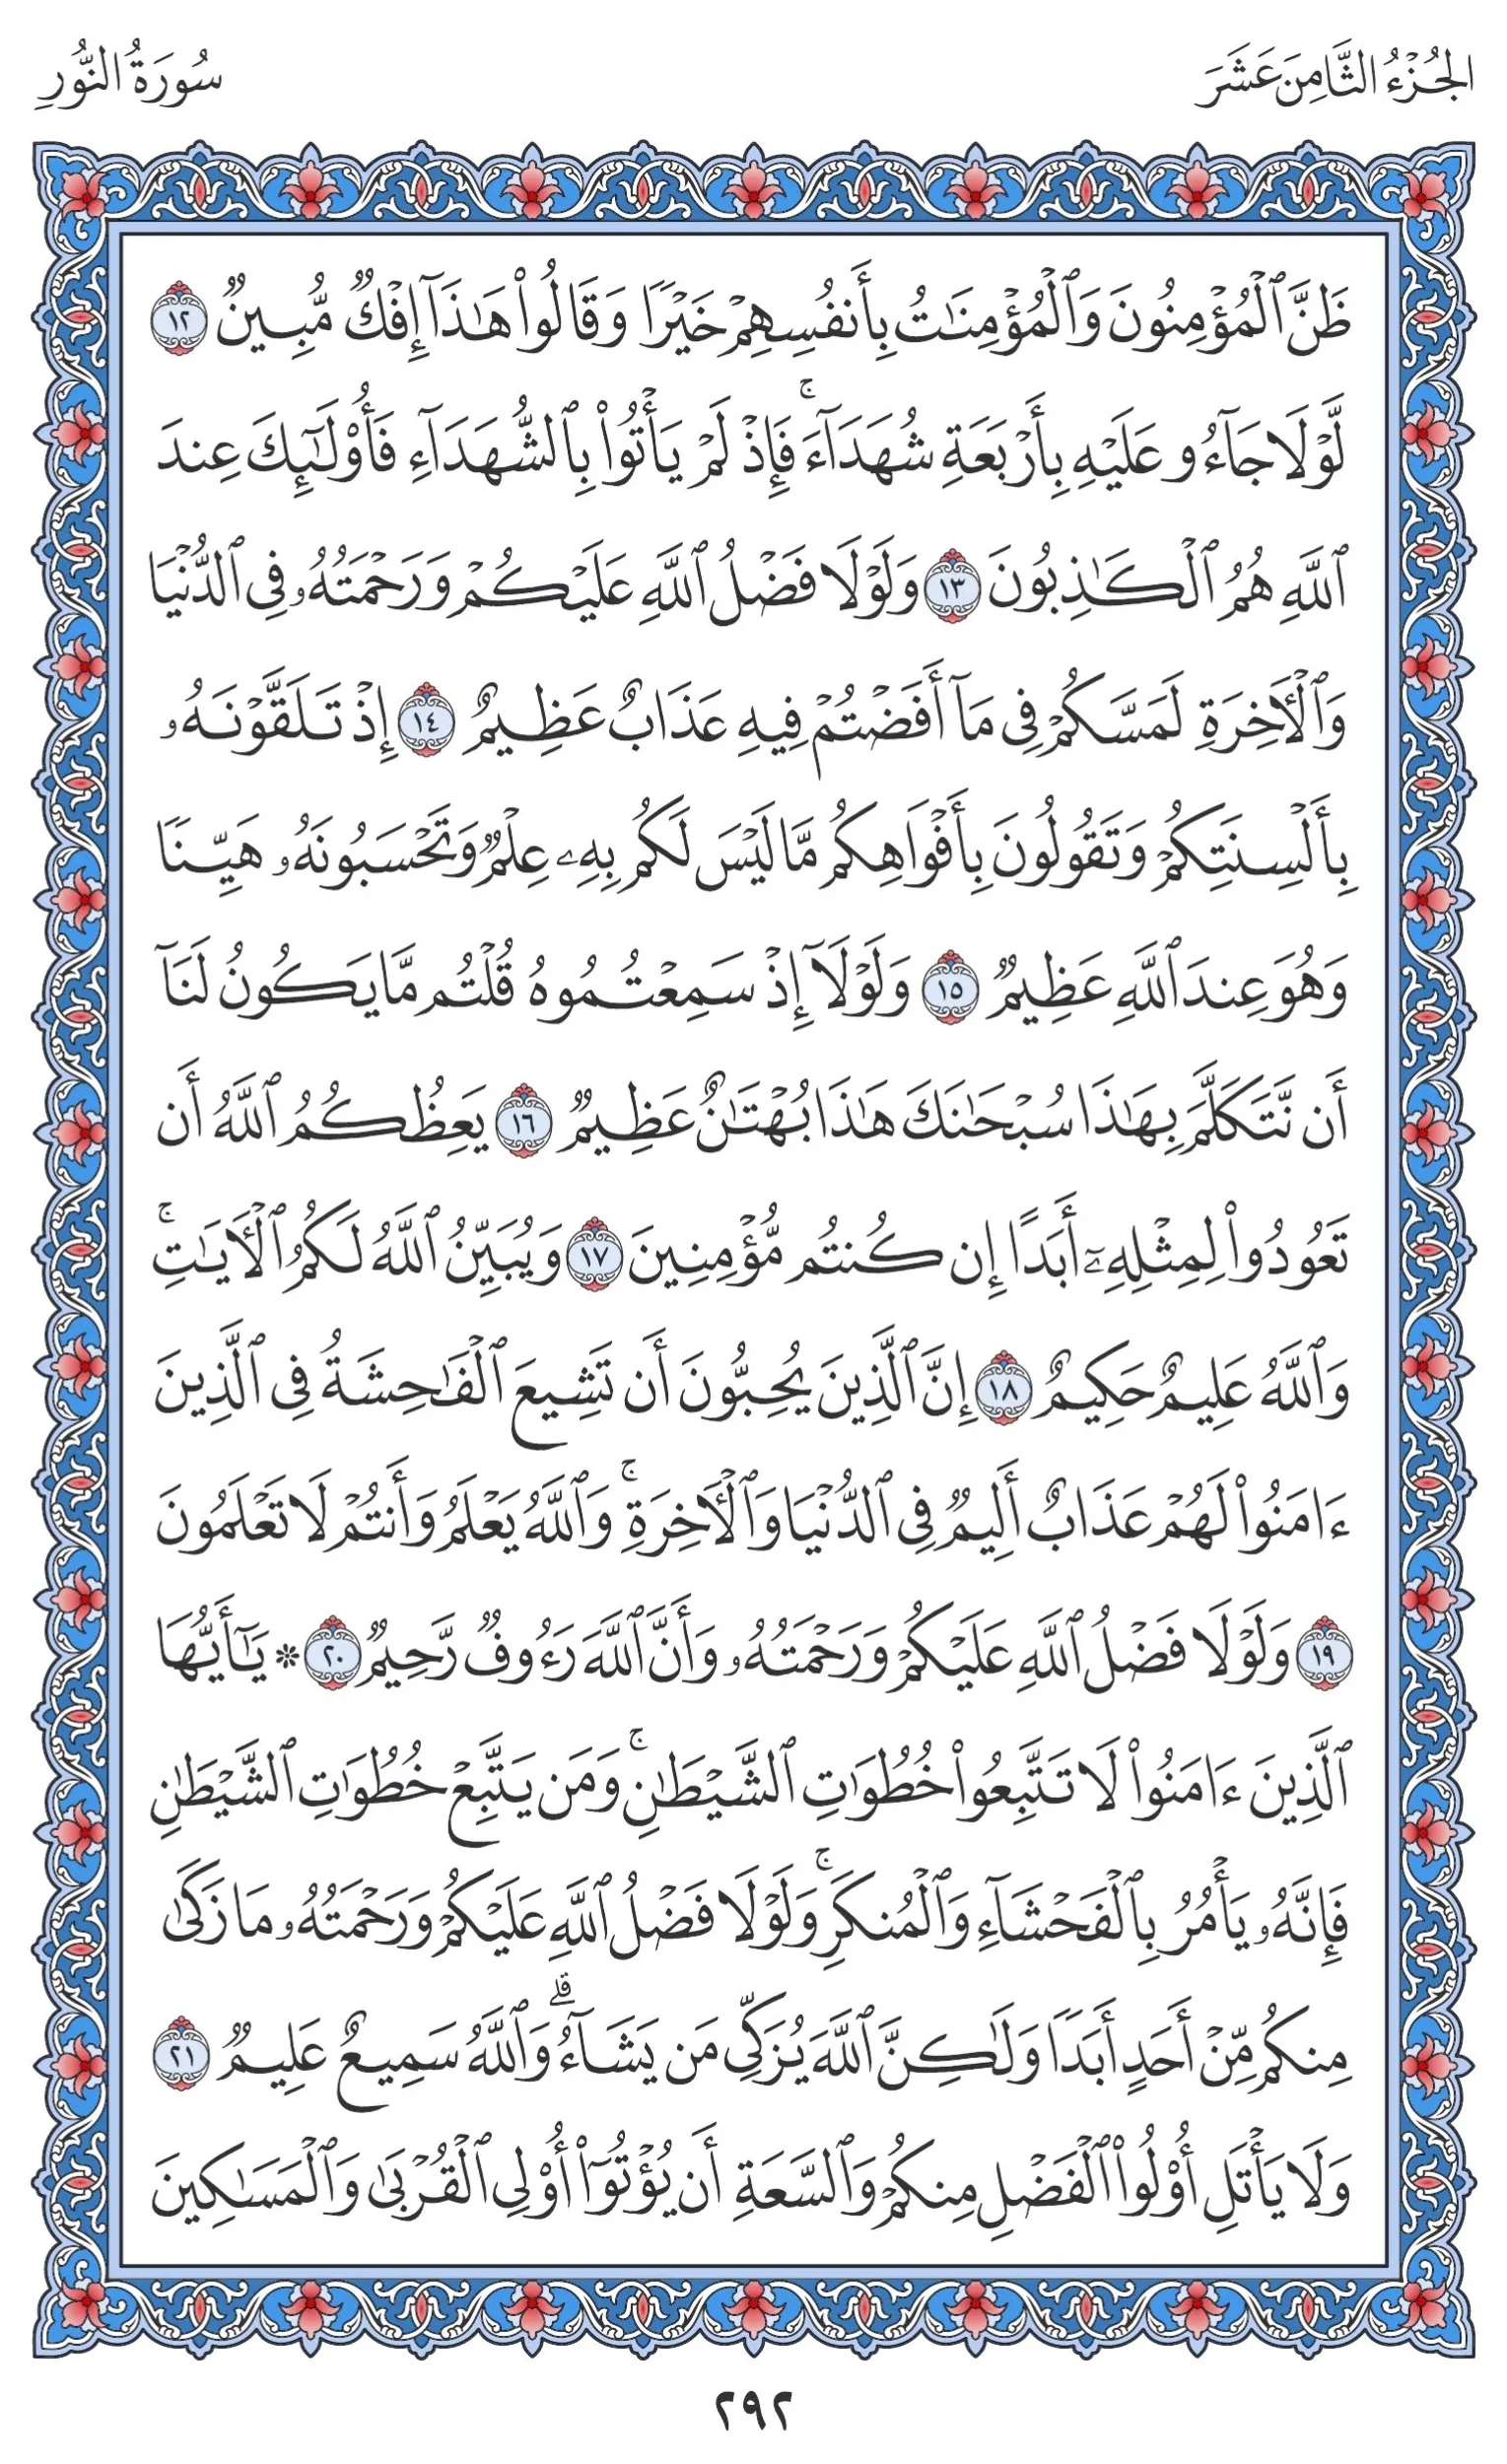 الجُزْءُ الثَّامِنَ عَشَرَ
سُورَةُ النُّورِ
ظَنَّ ٱلْمُؤْمِنُونَ وَٱلْمُؤْمِنَٰتُ بِأَنفُسِهِمْ خَيْرًا وَقَالُوا۟ هَٰذَآ إِفْكٌ مُّبِينٌ ١٢
لَّوْلَا جَآءُو عَلَيْهِ بِأَرْبَعَةِ شُهَدَآءَ ۚ فَإِذْ لَمْ يَأْتُوا۟ بِٱلشُّهَدَآءِ فَأُو۟لَٰٓئِكَ عِندَ
ٱللَّهِ هُمُ ٱلْكَٰذِبُونَ ١٣ وَلَوْلَا فَضْلُ ٱللَّهِ عَلَيْكُمْ وَرَحْمَتُهُۥ فِى ٱلدُّنْيَا
وَٱلْءَاخِرَةِ لَمَسَّكُمْ فِى مَآ أَفَضْتُمْ فِيهِ عَذَابٌ عَظِيمٌ ١٤ إِذْ تَلَقَّوْنَهُۥ
بِأَلْسِنَتِكُمْ وَتَقُولُونَ بِأَفْوَاهِكُم مَّا لَيْسَ لَكُم بِهِۦ عِلْمٌ وَتَحْسَبُونَهُۥ هَيِّنًا
وَهُوَ عِندَ ٱللَّهِ عَظِيمٌ ١٥ وَلَوْلَآ إِذْ سَمِعْتُمُوهُ قُلْتُم مَّا يَكُونُ لَنَآ
أَن نَّتَكَلَّمَ بِهَٰذَا سُبْحَٰنَكَ هَٰذَا بُهْتَٰنٌ عَظِيمٌ ١٦ يَعِظُكُمُ ٱللَّهُ أَن
تَعُودُوا۟ لِمِثْلِهِۦٓ أَبَدًا إِن كُنتُم مُّؤْمِنِينَ ١٧ وَيُبَيِّنُ ٱللَّهُ لَكُمُ ٱلْءَايَٰتِ ۚ
وَٱللَّهُ عَلِيمٌ حَكِيمٌ ١٨ إِنَّ ٱلَّذِينَ يُحِبُّونَ أَن تَشِيعَ ٱلْفَٰحِشَةُ فِى ٱلَّذِينَ
ءَامَنُوا۟ لَهُمْ عَذَابٌ أَلِيمٌ فِى ٱلدُّنْيَا وَٱلْءَاخِرَةِ ۚ وَٱللَّهُ يَعْلَمُ وَأَنتُمْ لَا تَعْلَمُونَ
١٩ وَلَوْلَا فَضْلُ ٱللَّهِ عَلَيْكُمْ وَرَحْمَتُهُۥ وَأَنَّ ٱللَّهَ رَءُوفٌ رَّحِيمٌ ٢٠ * يَٰٓأَيُّهَا
ٱلَّذِينَ ءَامَنُوا۟ لَا تَتَّبِعُوا۟ خُطُوَٰتِ ٱلشَّيْطَٰنِ ۚ وَمَن يَتَّبِعْ خُطُوَٰتِ ٱلشَّيْطَٰنِ
فَإِنَّهُۥ يَأْمُرُ بِٱلْفَحْشَآءِ وَٱلْمُنكَرِ ۚ وَلَوْلَا فَضْلُ ٱللَّهِ عَلَيْكُمْ وَرَحْمَتُهُۥ مَا زَكَىٰ
مِنكُم مِّنْ أَحَدٍ أَبَدًا وَلَٰكِنَّ ٱللَّهَ يُزَكِّى مَن يَشَآءُ ۗ وَٱللَّهُ سَمِيعٌ عَلِيمٌ ٢١
وَلَا يَأْتَلِ أُو۟لُوا۟ ٱلْفَضْلِ مِنكُمْ وَٱلسَّعَةِ أَن يُؤْتُوٓا۟ أُو۟لِى ٱلْقُرْبَىٰ وَٱلْمَسَٰكِينَ
٢٩٢